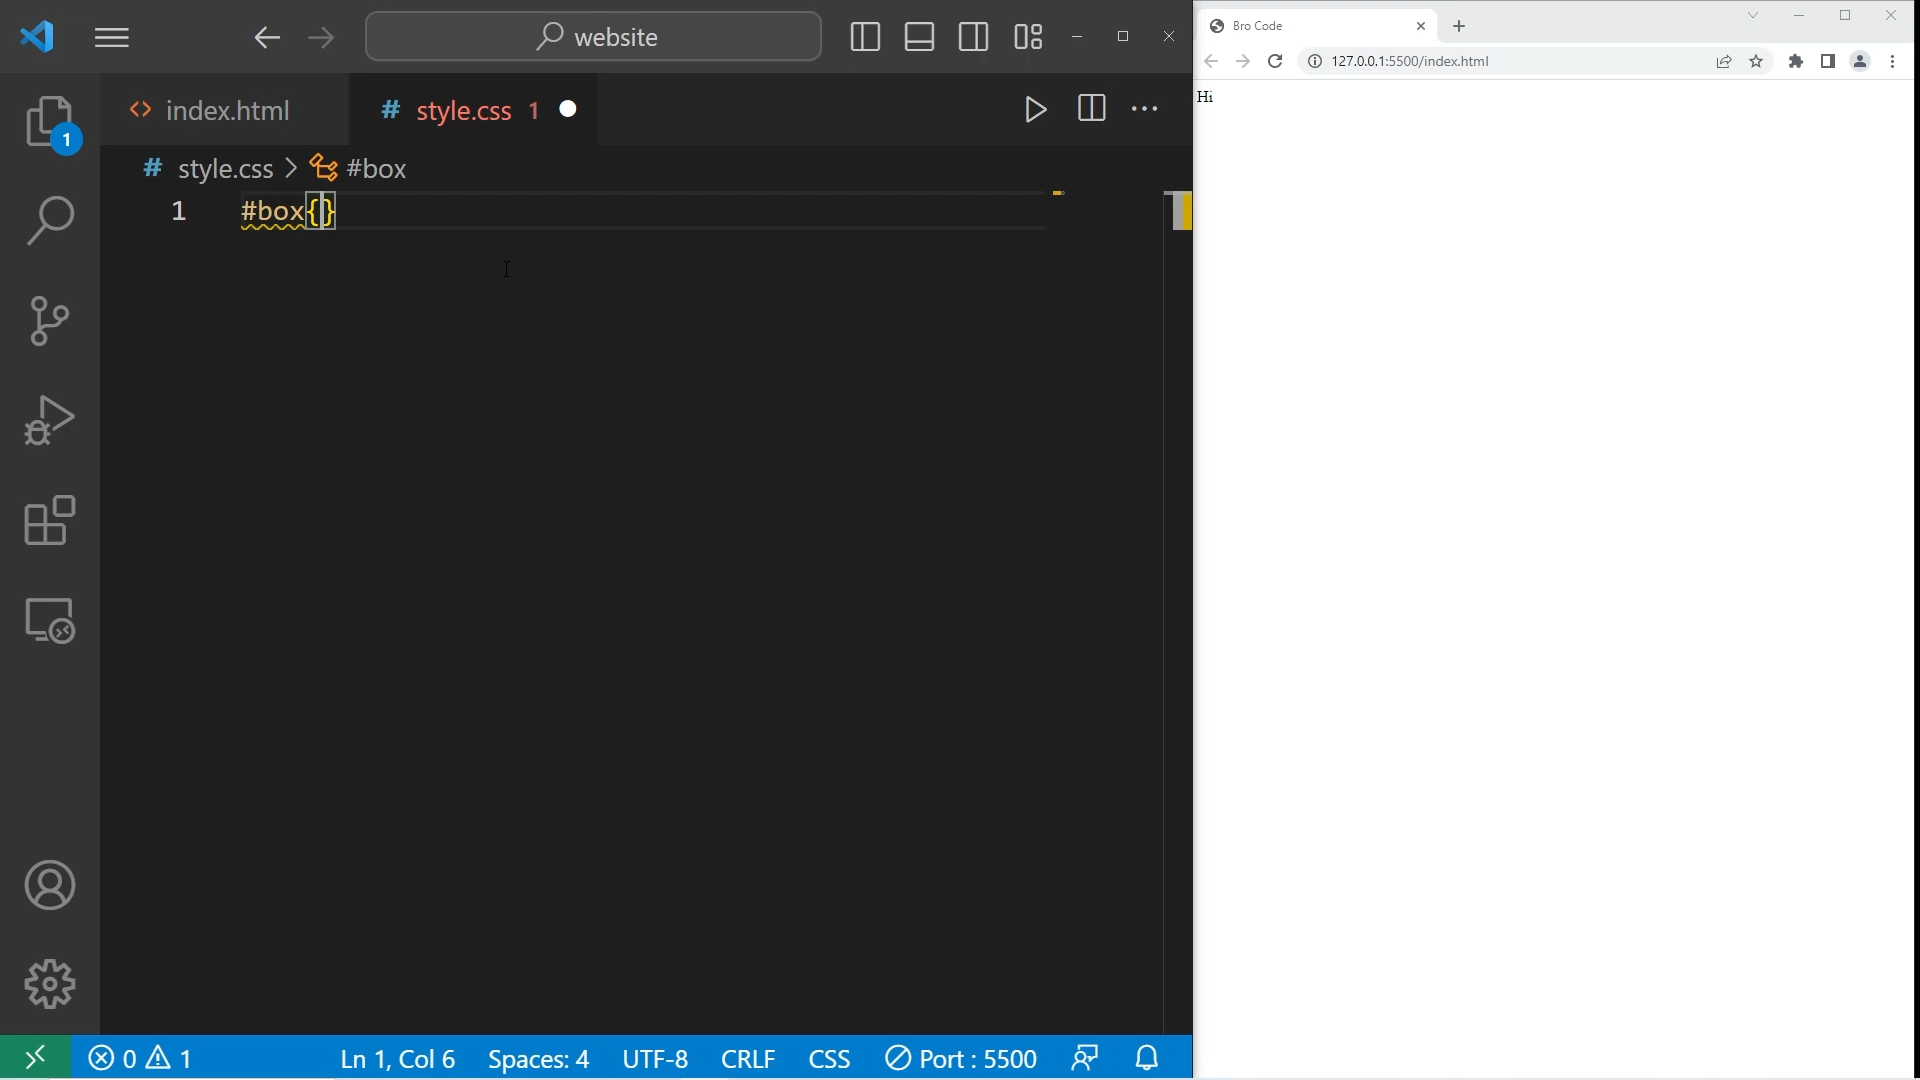 website
index.html
# style.css 1
# style.css > #box
1 #box{}
1
0 1
Ln 1, Col 6 Spaces: 4 UTF-8 CRLF CSS Port : 5500
Bro Code
127.0.0.1:5500/index.html
Hi